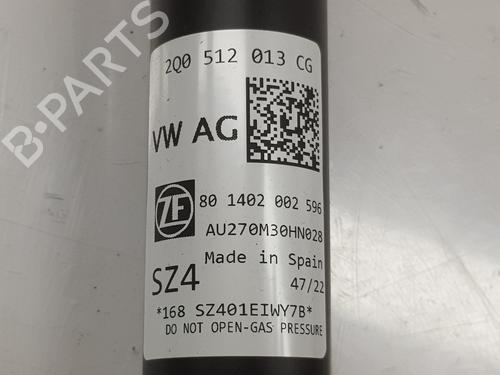 2Q0 512 013 CG
VW AG
ZF
80 1402 002 596
AU270M30HN028
Made in Spain
SZ4
47/22
*168 SZ401EIWY7B*
DO NOT OPEN-GAS PRESSURE
B-PARTS